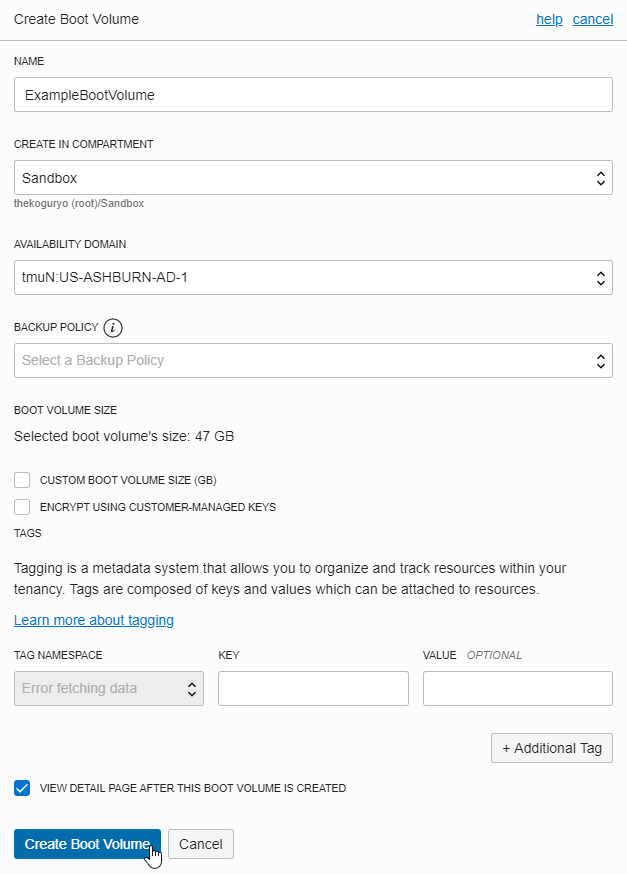 Create Boot Volume help cancel
NAME
ExampleBootVolume
CREATE IN COMPARTMENT
Sandbox
thekoguryo (root)/Sandbox
AVAILABILITY DOMAIN
tmuN:US-ASHBURN-AD-1
BACKUP POLICY i
Select a Backup Policy
BOOT VOLUME SIZE
Selected boot volume's size: 47 GB
CUSTOM BOOT VOLUME SIZE (GB)
ENCRYPT USING CUSTOMER-MANAGED KEYS
TAGS
Tagging is a metadata system that allows you to organize and track resources within your
tenancy. Tags are composed of keys and values which can be attached to resources.
Learn more about tagging
TAG NAMESPACE KEY VALUE OPTIONAL
Error fetching data
+ Additional Tag
VIEW DETAIL PAGE AFTER THIS BOOT VOLUME IS CREATED
Create Boot Volume Cancel